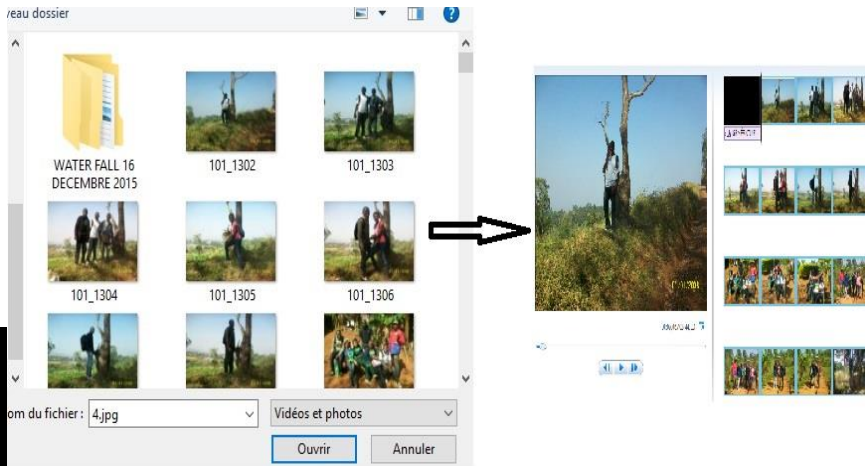 veau dossier
WATER FALL 16
DECEMBRE 2015
101_1302
101_1303
101_1304
101_1305
101_1306
om du fichier : 4.jpg
Vidéos et photos
Ouvrir
Annuler